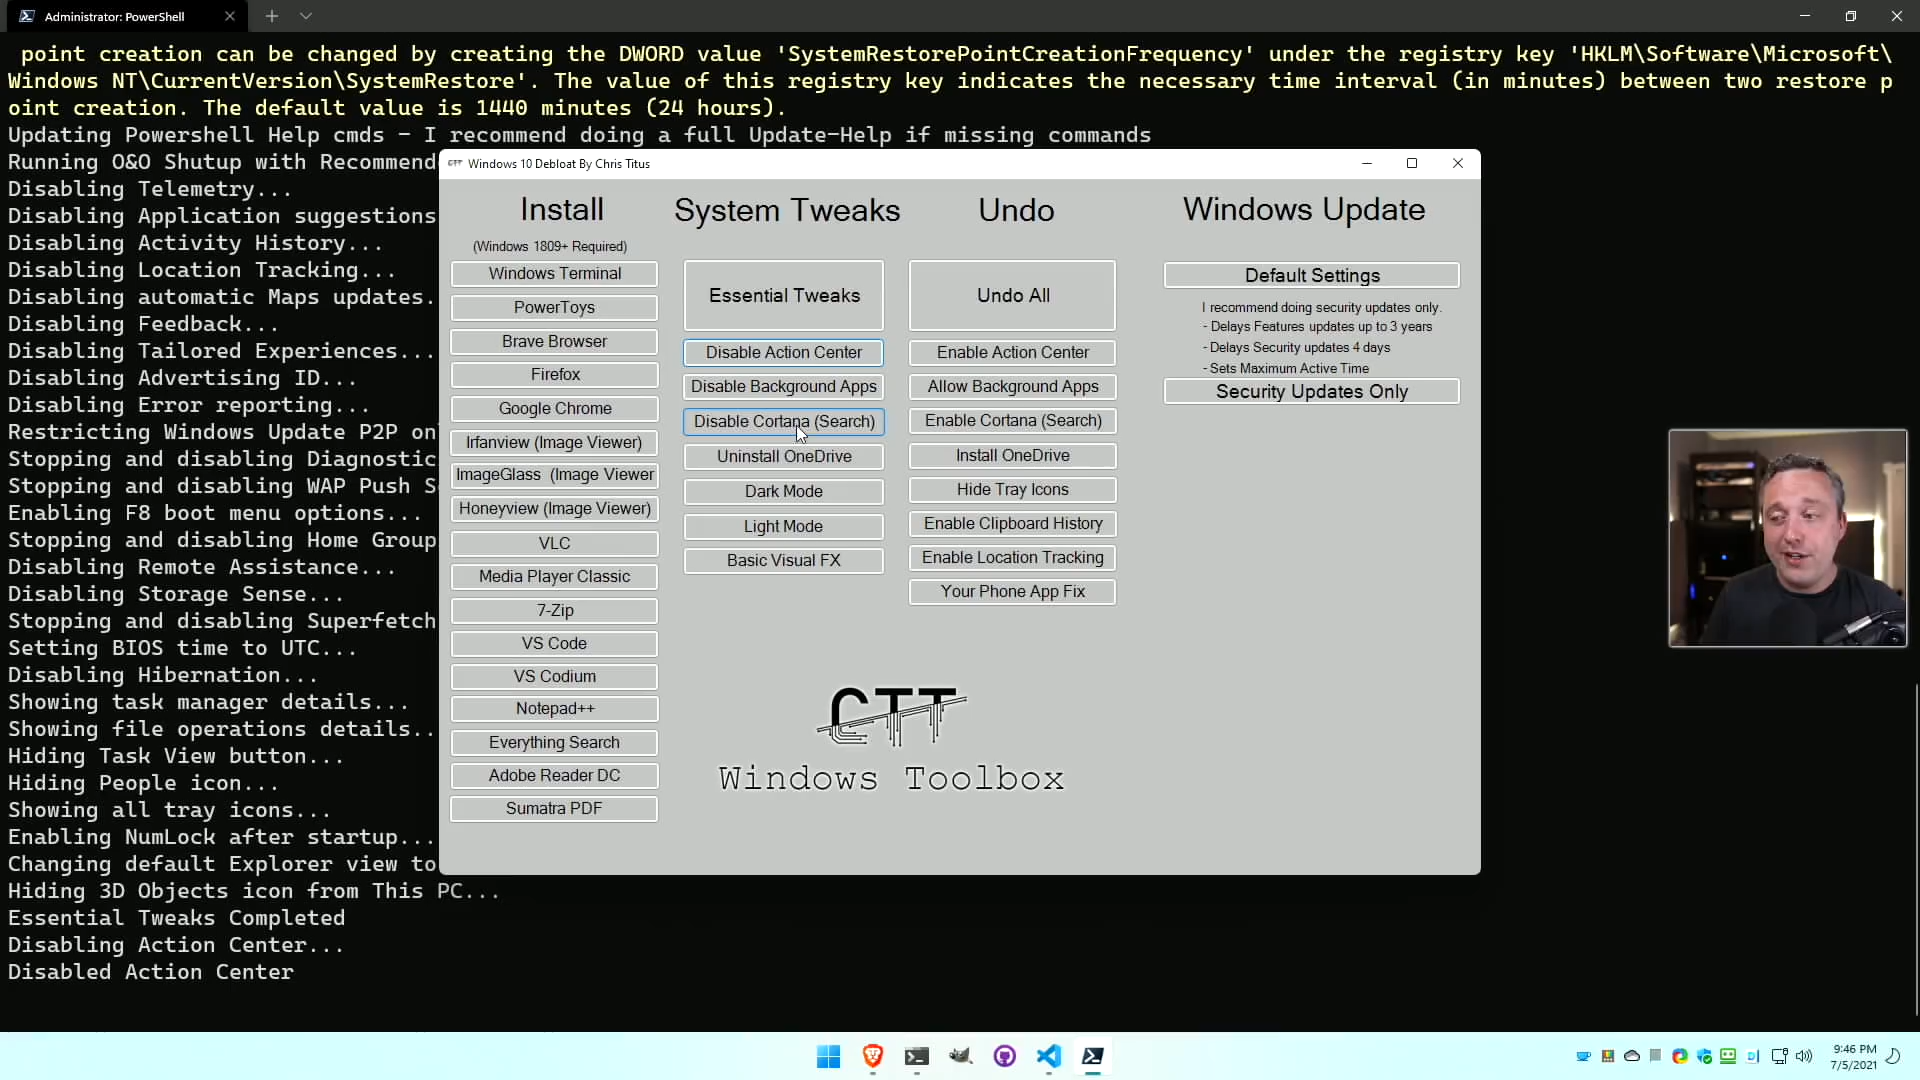 Administrator: PowerShell
point creation can be changed by creating the DWORD value 'SystemRestorePointCreationFrequency' under the registry key 'HKLM\Software\Microsoft\
Windows NT\CurrentVersion\SystemRestore'. The value of this registry key indicates the necessary time interval (in minutes) between two restore p
oint creation. The default value is 1440 minutes (24 hours).
Updating Powershell Help cmds - I recommend doing a full Update-Help if missing commands
Running O&O Shutup with Recommend
Disabling Telemetry...
Disabling Application suggestions
Disabling Activity History...
Disabling Location Tracking...
Disabling automatic Maps updates.
Disabling Feedback...
Disabling Tailored Experiences...
Disabling Advertising ID...
Disabling Error reporting...
Restricting Windows Update P2P on
Stopping and disabling Diagnostic
Stopping and disabling WAP Push S
Enabling F8 boot menu options...
Stopping and disabling Home Group
Disabling Remote Assistance...
Disabling Storage Sense...
Stopping and disabling Superfetch
Setting BIOS time to UTC...
Disabling Hibernation...
Showing task manager details...
Showing file operations details..
Hiding Task View button...
Hiding People icon...
Showing all tray icons...
Enabling NumLock after startup...
Changing default Explorer view to
Hiding 3D Objects icon from This PC...
Essential Tweaks Completed
Disabling Action Center...
Disabled Action Center
CTT Windows 10 Debloat By Chris Titus
Install
(Windows 1809+ Required)
Windows Terminal
PowerToys
Brave Browser
Firefox
Google Chrome
Irfanview (Image Viewer)
ImageGlass (Image Viewer
Honeyview (Image Viewer)
VLC
Media Player Classic
7-Zip
VS Code
VS Codium
Notepad++
Everything Search
Adobe Reader DC
Sumatra PDF
System Tweaks
Essential Tweaks
Disable Action Center
Disable Background Apps
Disable Cortana (Search)
Uninstall OneDrive
Dark Mode
Light Mode
Basic Visual FX
Undo
Undo All
Enable Action Center
Allow Background Apps
Enable Cortana (Search)
Install OneDrive
Hide Tray Icons
Enable Clipboard History
Enable Location Tracking
Your Phone App Fix
CTT
Windows Toolbox
Windows Update
Default Settings
I recommend doing security updates only.
- Delays Features updates up to 3 years
- Delays Security updates 4 days
- Sets Maximum Active Time
Security Updates Only
9:46 PM
7/5/2021